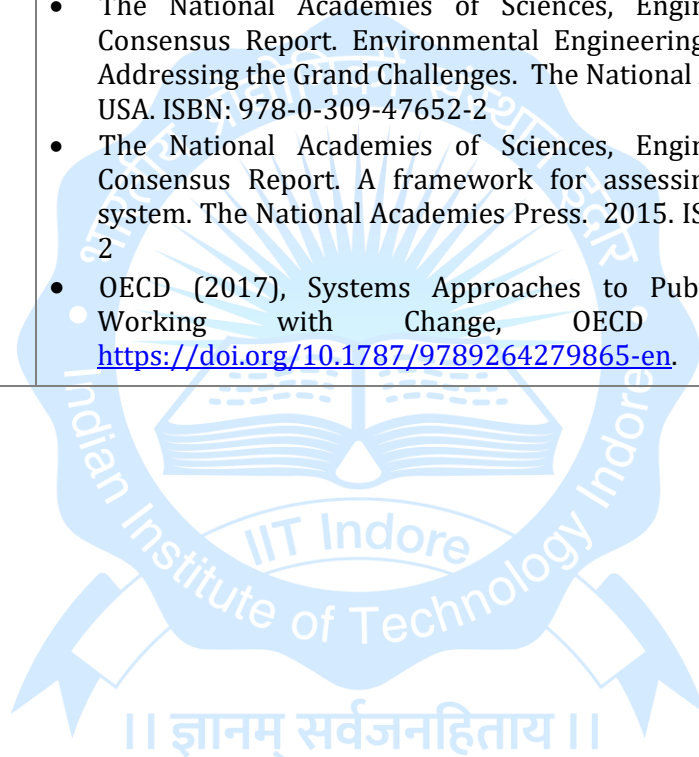 • The National Academies of Sciences, Engin
Consensus Report. Environmental Engineering
Addressing the Grand Challenges. The National
USA. ISBN: 978-0-309-47652-2
• The National Academies of Sciences, Engin
Consensus Report. A framework for assessin
system. The National Academies Press. 2015. IS
2
• OECD (2017), Systems Approaches to Pub
Working with Change, OECD
https://doi.org/10.1787/9789264279865-en.
भारतीय प्रौद्योगिकी संस्थान इंदौर
Indian Institute of Technology Indore
IIT Indore
।। ज्ञानम् सर्वजनहिताय ।।